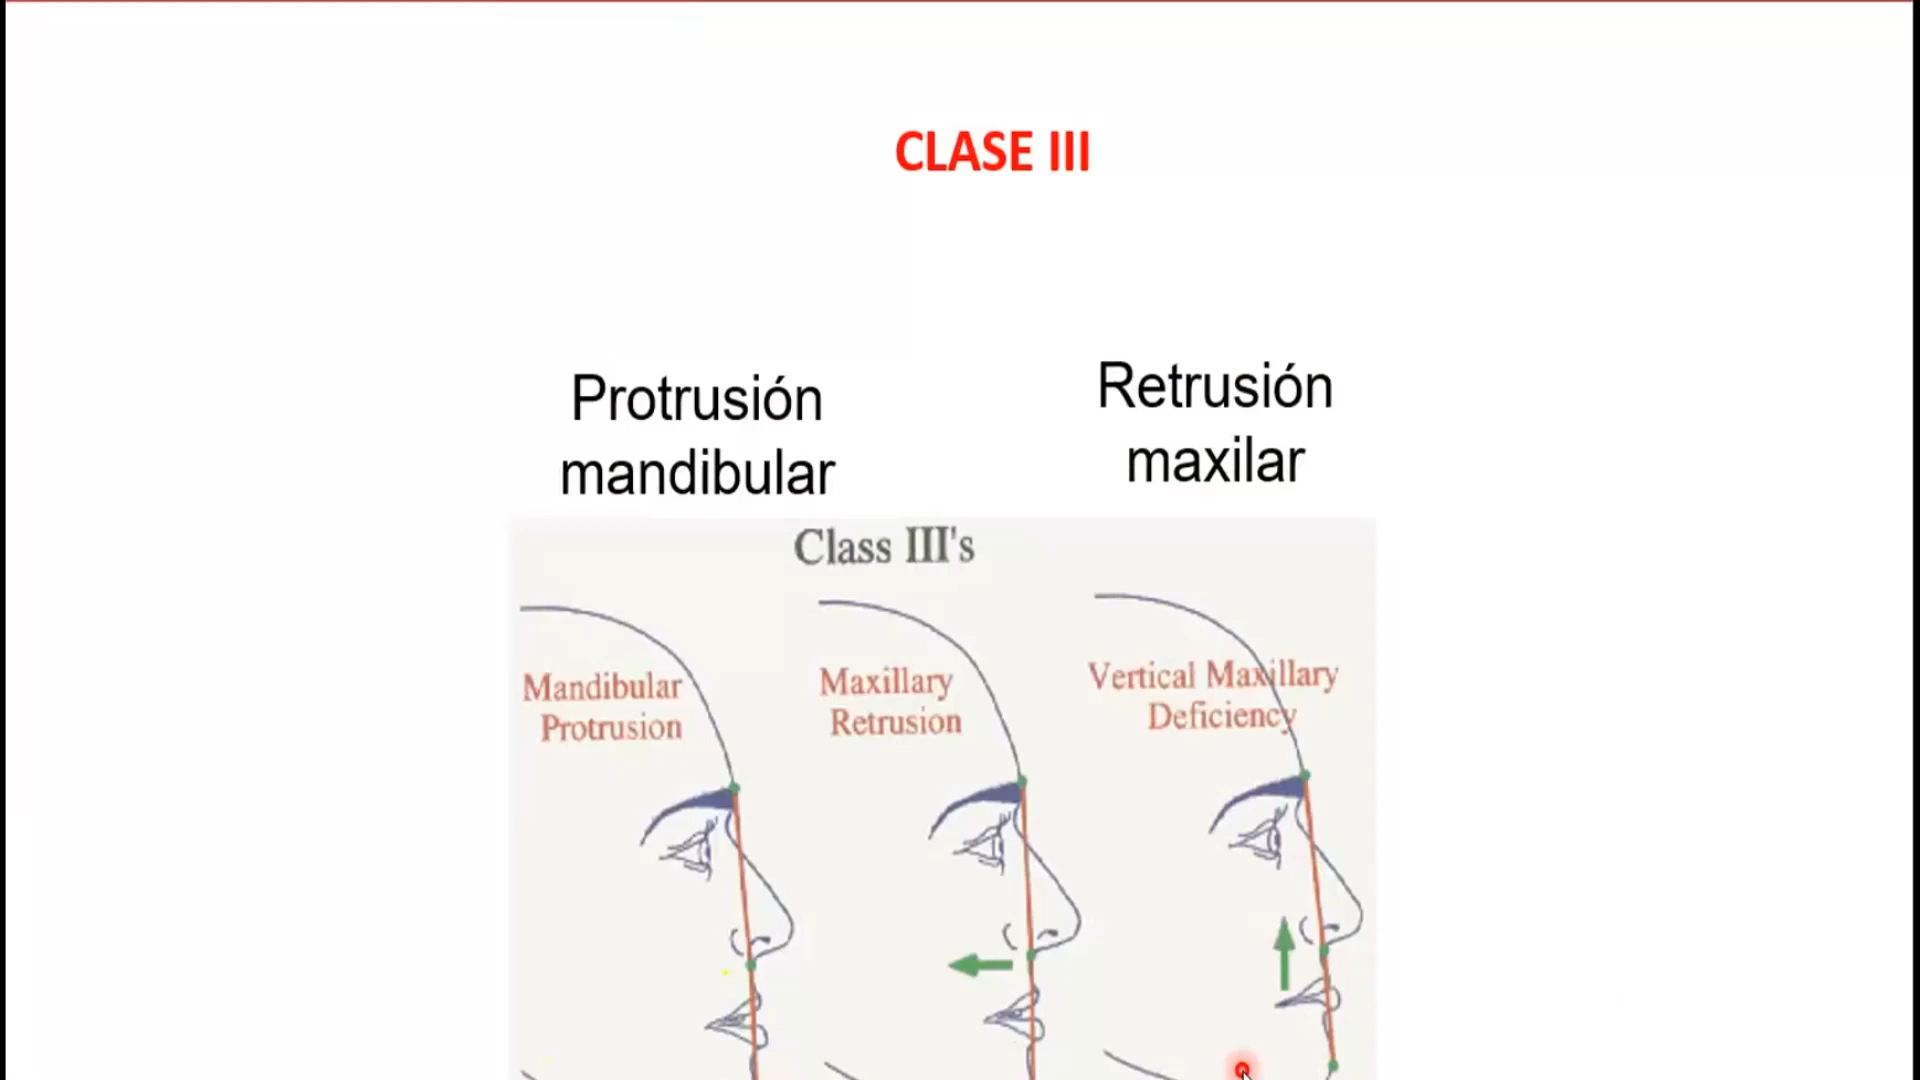 CLASE III
Protrusión
mandibular
Retrusión
maxilar
Class III's
Mandibular
Protrusion
Maxillary
Retrusion
Vertical Maxillary
Deficiency